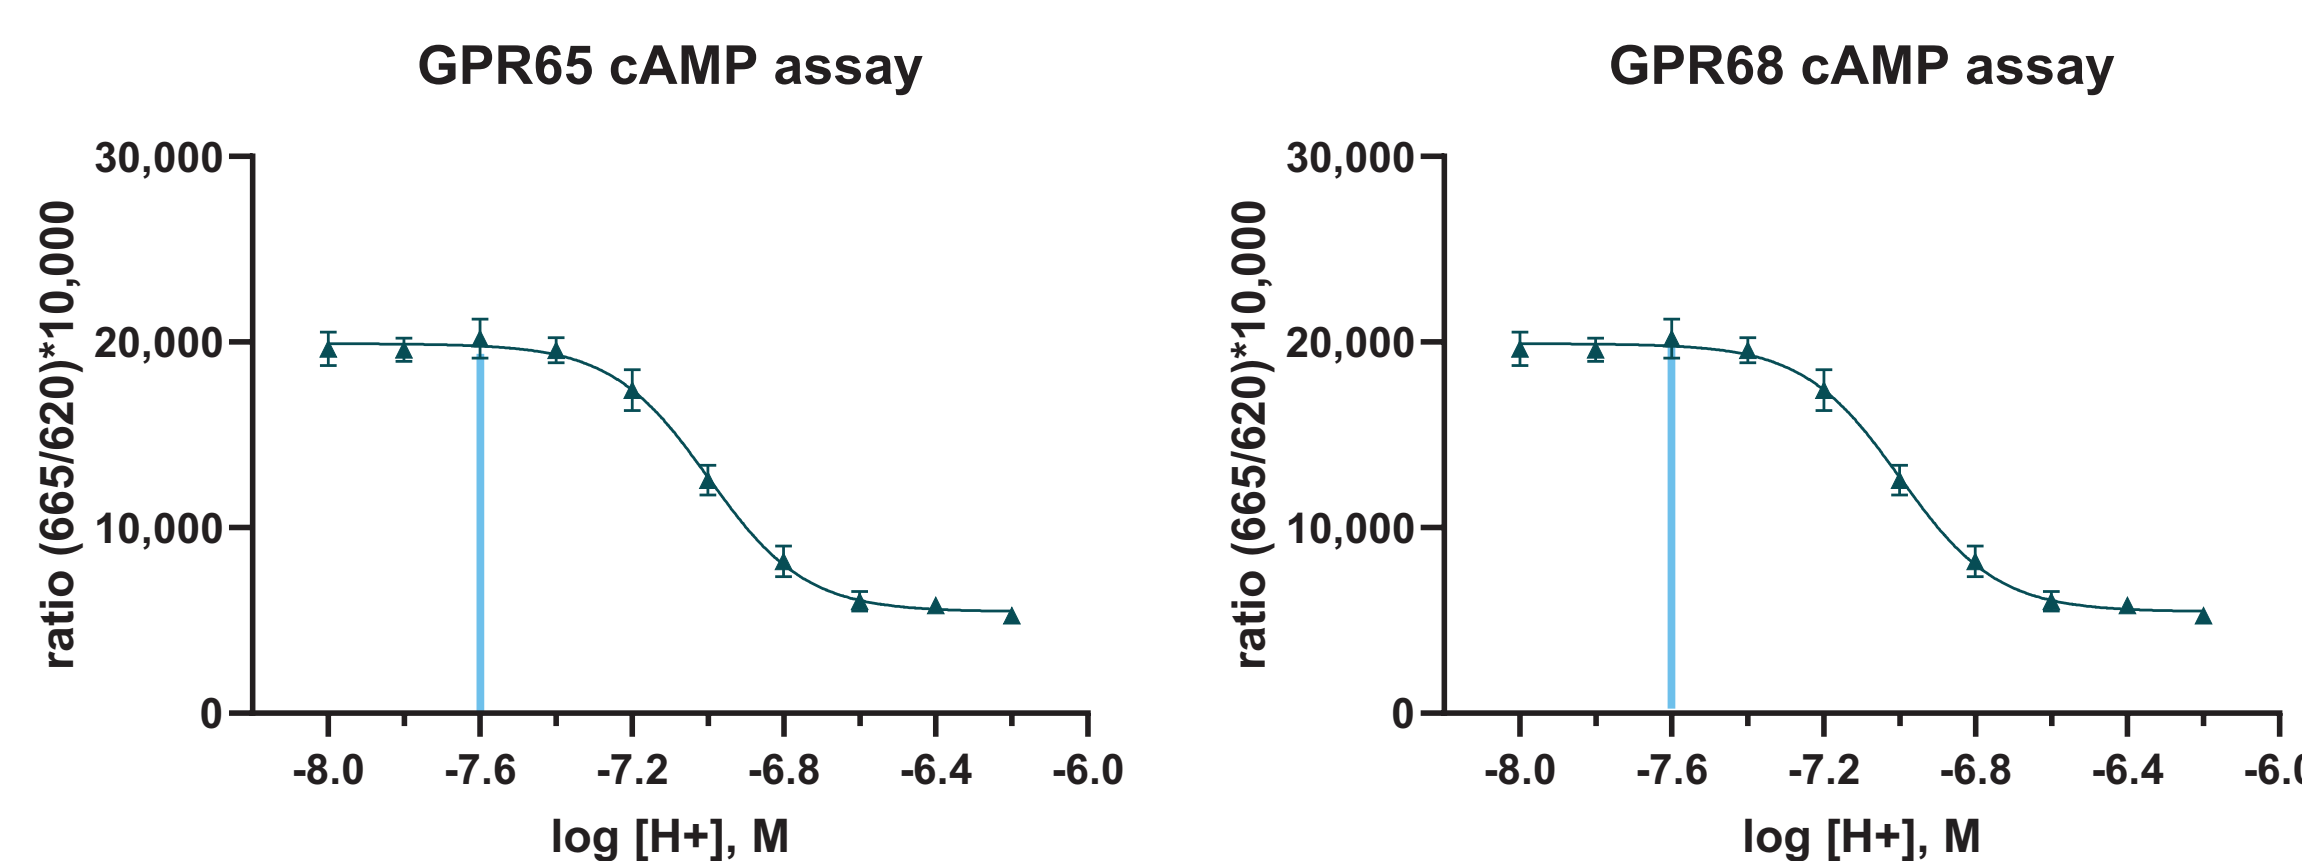 GPR65 cAMP assay
30,000
20,000
10,000
0
ratio (665/620)*10,000
-8.0 -7.6 -7.2 -6.8 -6.4 -6.0
log [H+], M
GPR68 cAMP assay
30,000
20,000
10,000
0
ratio (665/620)*10,000
-8.0 -7.6 -7.2 -6.8 -6.4 -6.0
log [H+], M